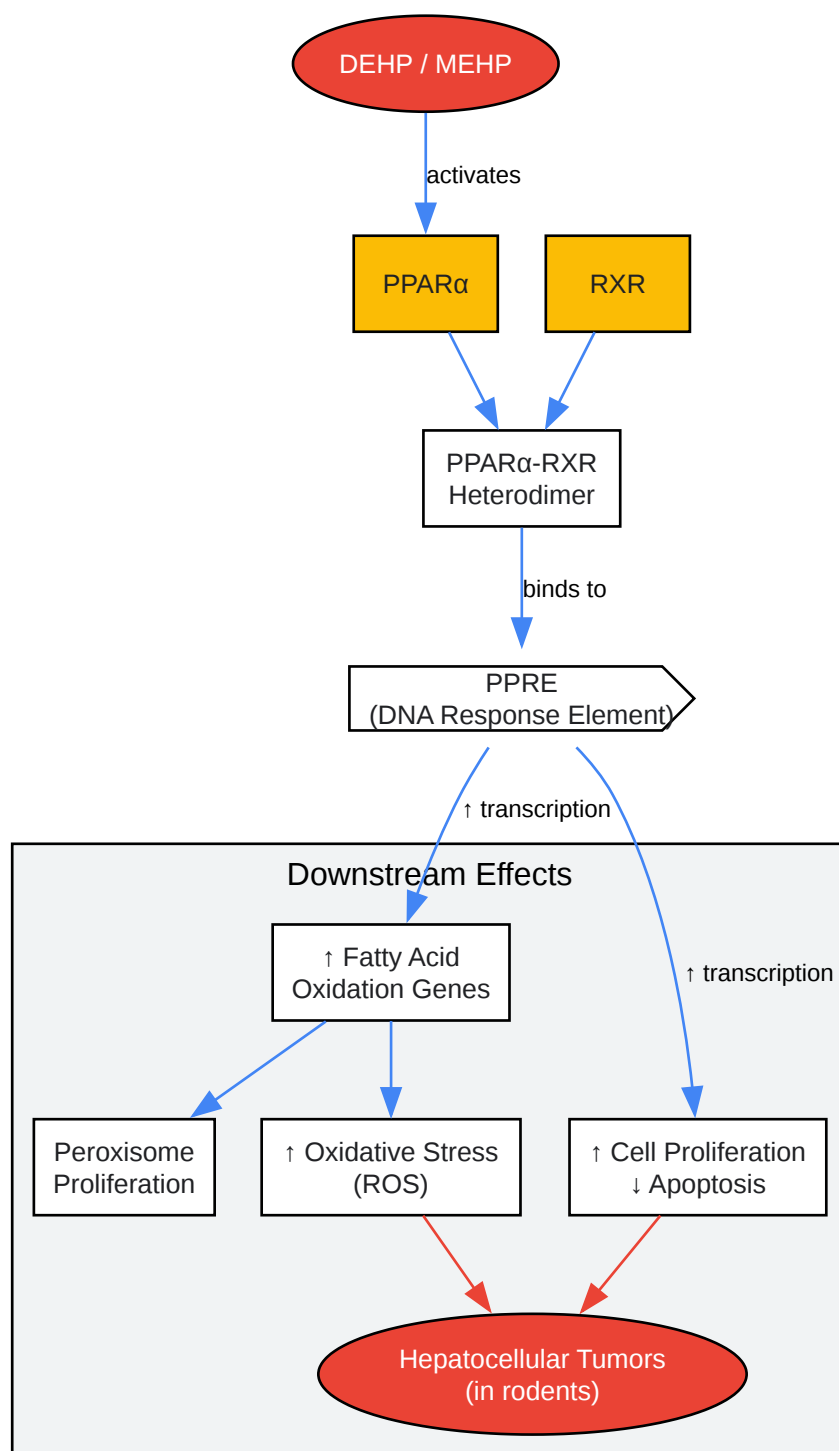 DEHP / MEHP
activates
PPARα
RXR
PPARα-RXR
Heterodimer
binds to
PPRE
(DNA Response Element)
↑ transcription
Downstream Effects
↑ Fatty Acid
Oxidation Genes
↑ transcription
Peroxisome
Proliferation
↑ Oxidative Stress
(ROS)
↑ Cell Proliferation
↓ Apoptosis
Hepatocellular Tumors
(in rodents)